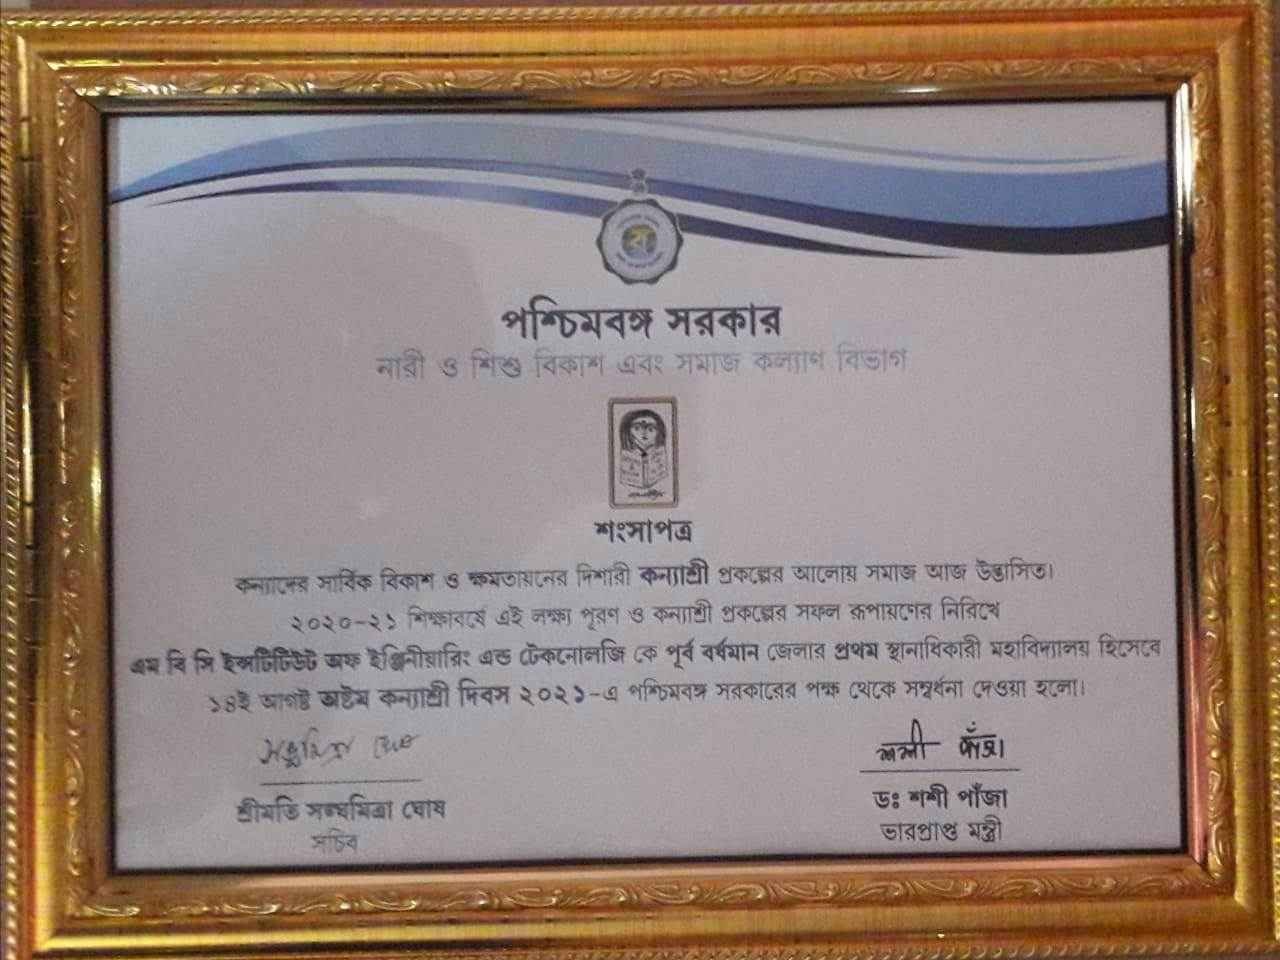 পশ্চিমবঙ্গ সরকার
নারী ও শিশু বিকাশ এবং সমাজ কল্যাণ বিভাগ
শংসাপত্র
কন্যাদের সার্বিক বিকাশ ও ক্ষমতায়নের দিশারী কন্যাশ্রী প্রকল্পের আলোয় সমাজ আজ উদ্ভাসিত।
২০২০-২১ শিক্ষাবর্ষে এই লক্ষ্য পূরণ ও কন্যাশ্রী প্রকল্পের সফল রূপায়ণের নিরিখে
এম বি সি ইন্সটিটিউট অফ ইঞ্জিনীয়ারিং এন্ড টেকনোলজি কে পূর্ব বর্ধমান জেলার প্রথম স্থানাধিকারী মহাবিদ্যালয় হিসেবে
১৪ই আগষ্ট অষ্টম কন্যাশ্রী দিবস ২০২১-এ পশ্চিমবঙ্গ সরকারের পক্ষ থেকে সম্বর্ধনা দেওয়া হলো।
সঙ্ঘমিত্রা ঘোষ
শশী পাঁজা
শ্রীমতি সঙ্ঘমিত্রা ঘোষ
সচিব
ডঃ শশী পাঁজা
ভারপ্রাপ্ত মন্ত্রী